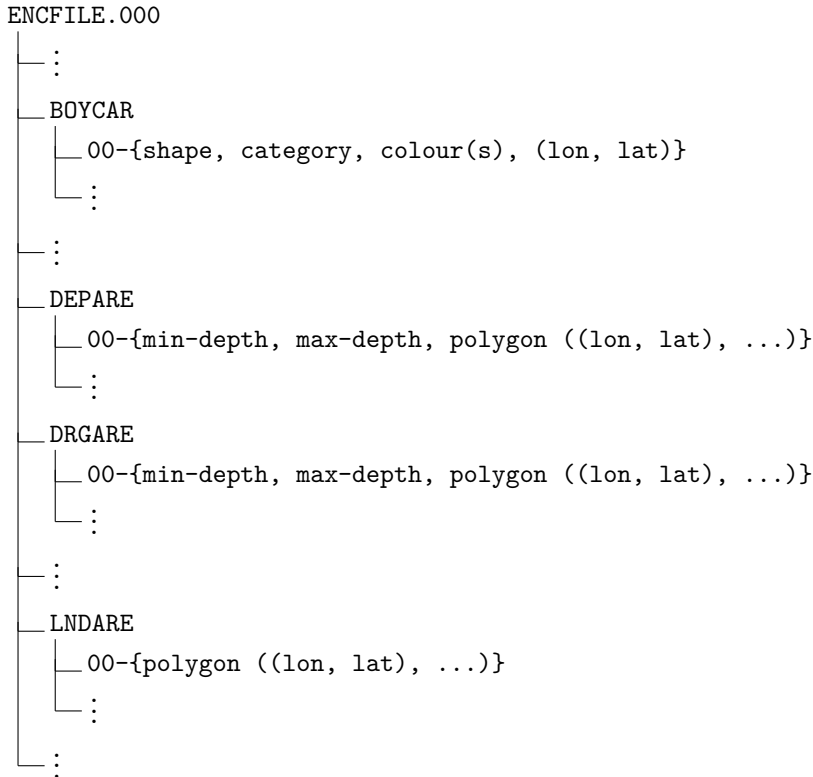 ENCFILE.000
⋮
BOYCAR
00-{shape, category, colour(s), (lon, lat)}
⋮
⋮
DEPARE
00-{min-depth, max-depth, polygon ((lon, lat), ...)}
⋮
DRGARE
00-{min-depth, max-depth, polygon ((lon, lat), ...)}
⋮
⋮
LNDARE
00-{polygon ((lon, lat), ...)}
⋮
⋮